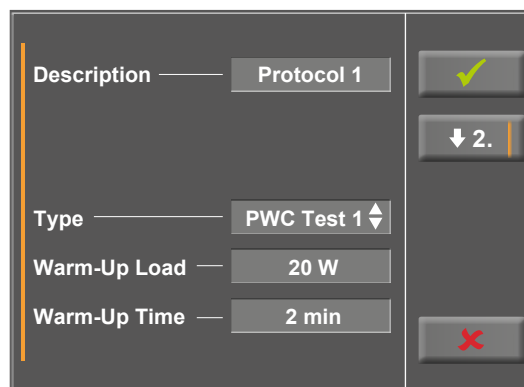 Description Protocol 1
2.
Type PWC Test 1
Warm-Up Load 20 W
Warm-Up Time 2 min